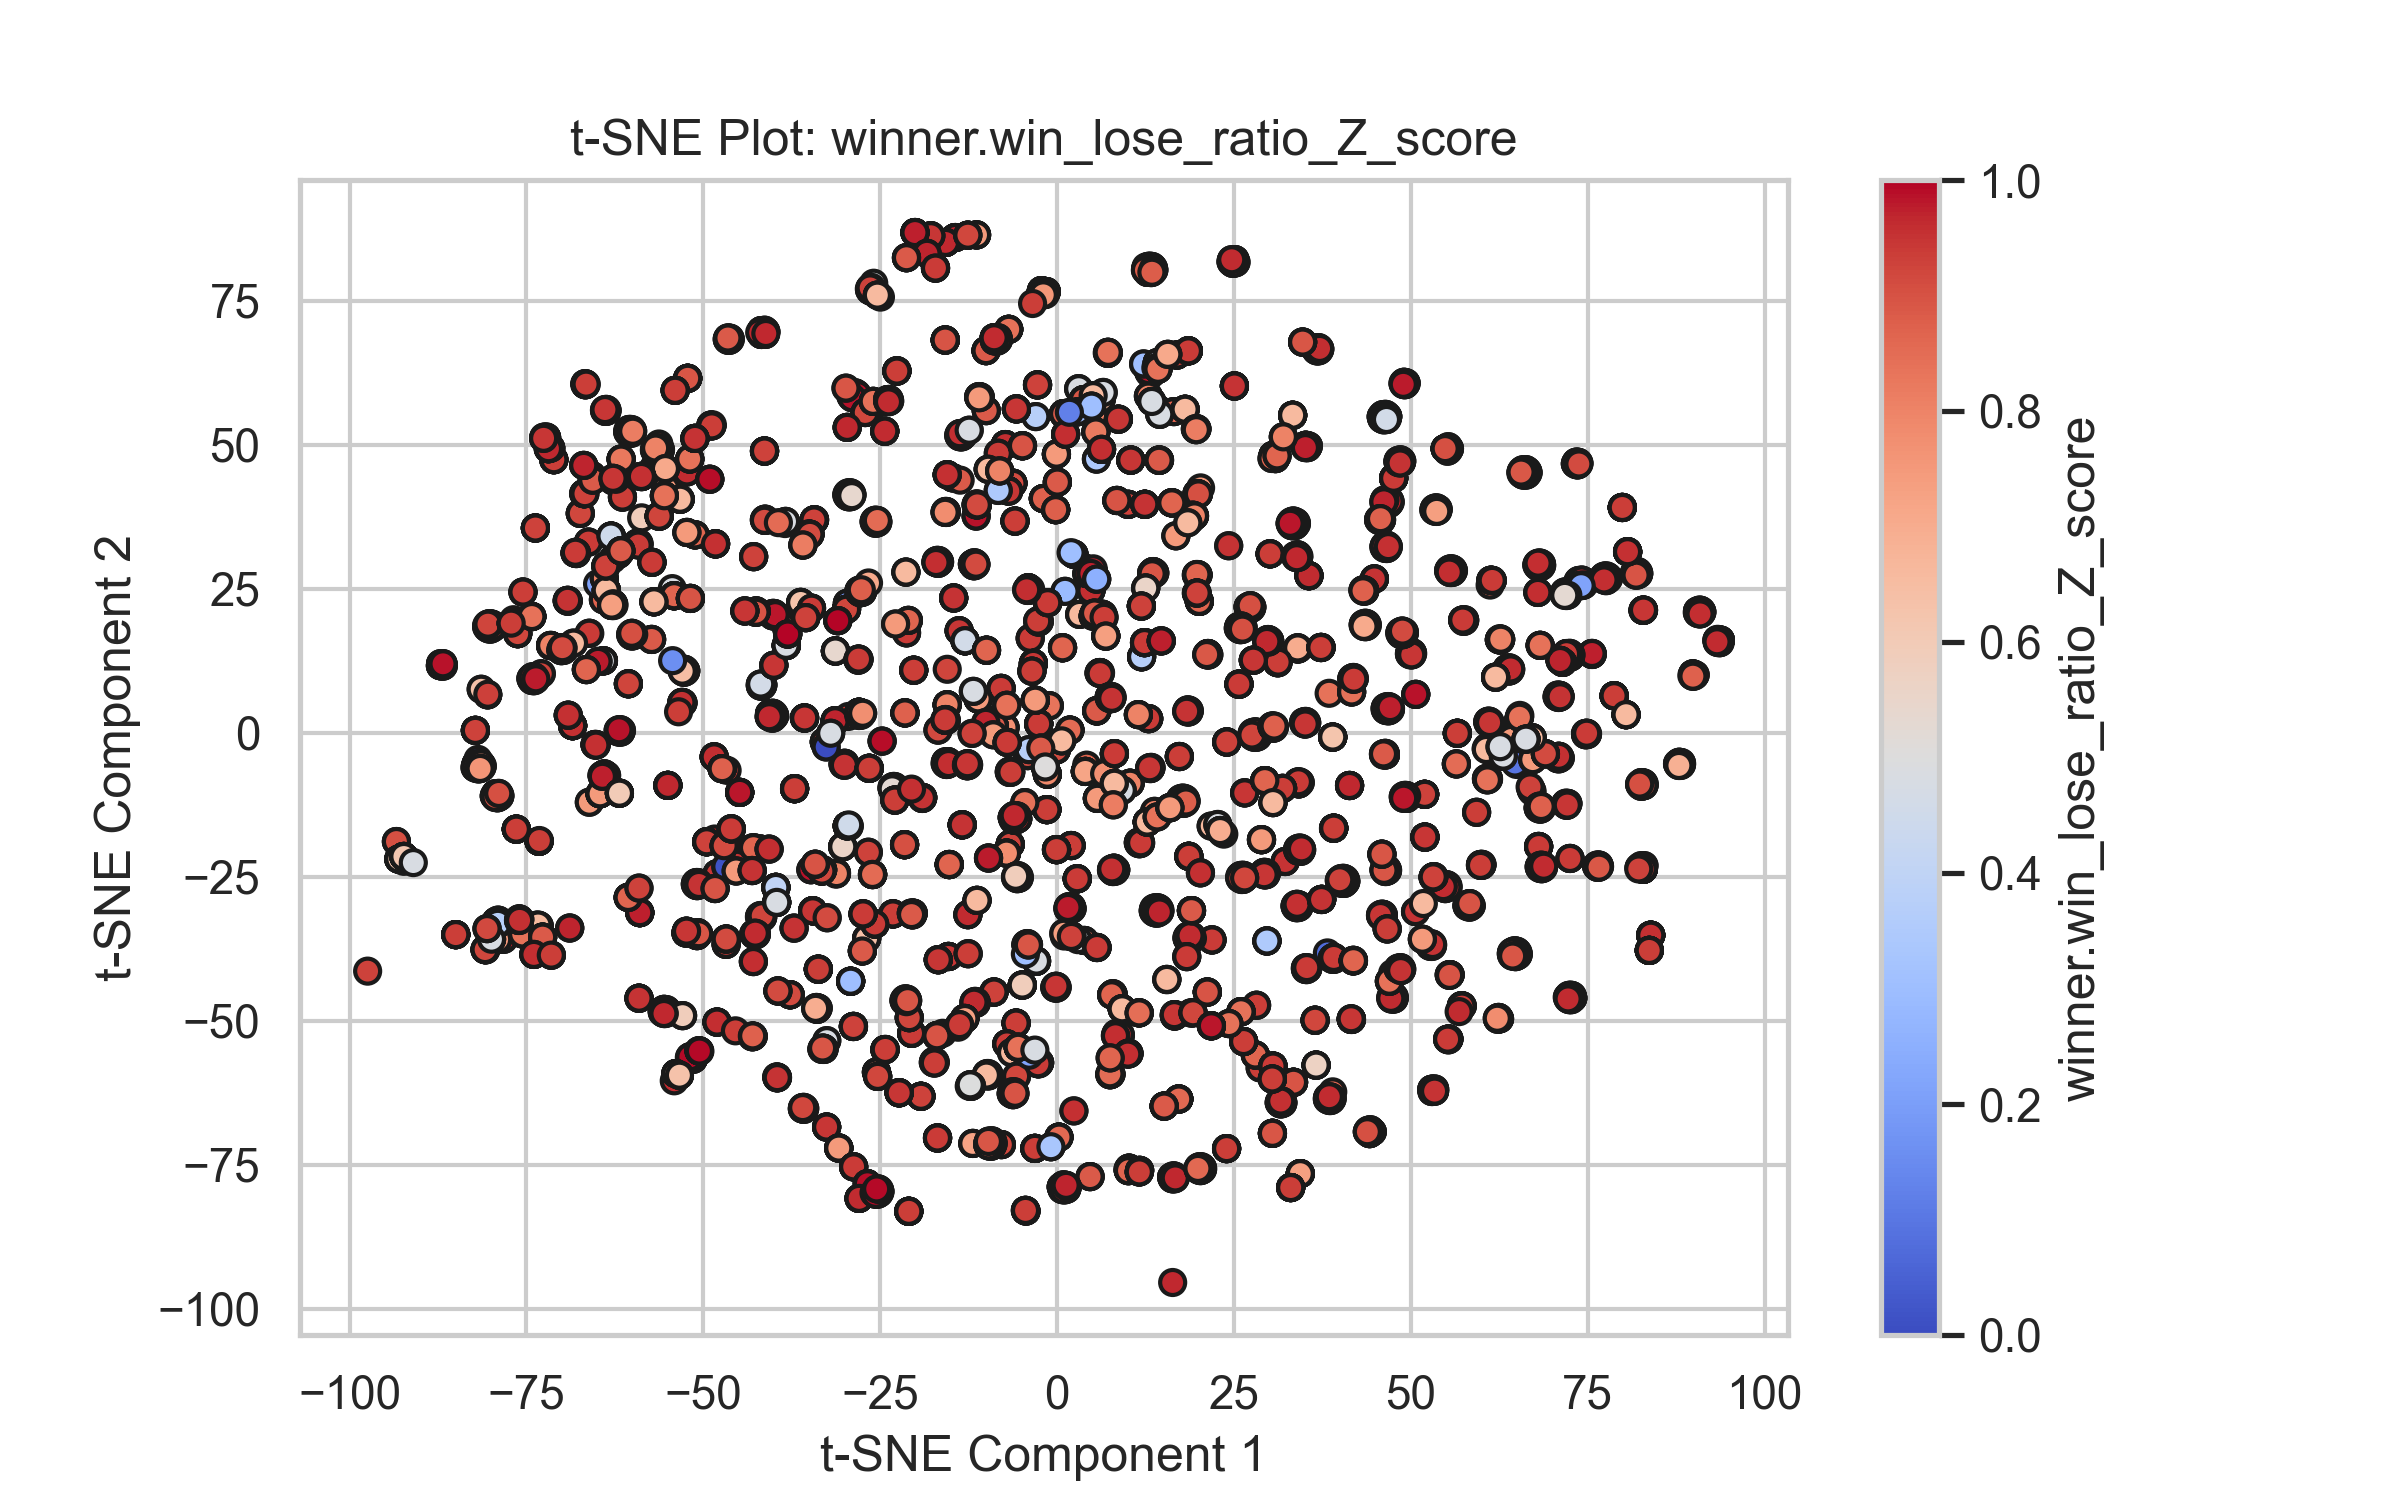 t-SNE Plot: winner.win_lose_ratio_Z_score
t-SNE Component 2
75
50
25
0
−25
−50
−75
−100
−100 −75 −50 −25 0 25 50 75 100
t-SNE Component 1
1.0
0.8
0.6
0.4
0.2
0.0
winner.win_lose_ratio_Z_score